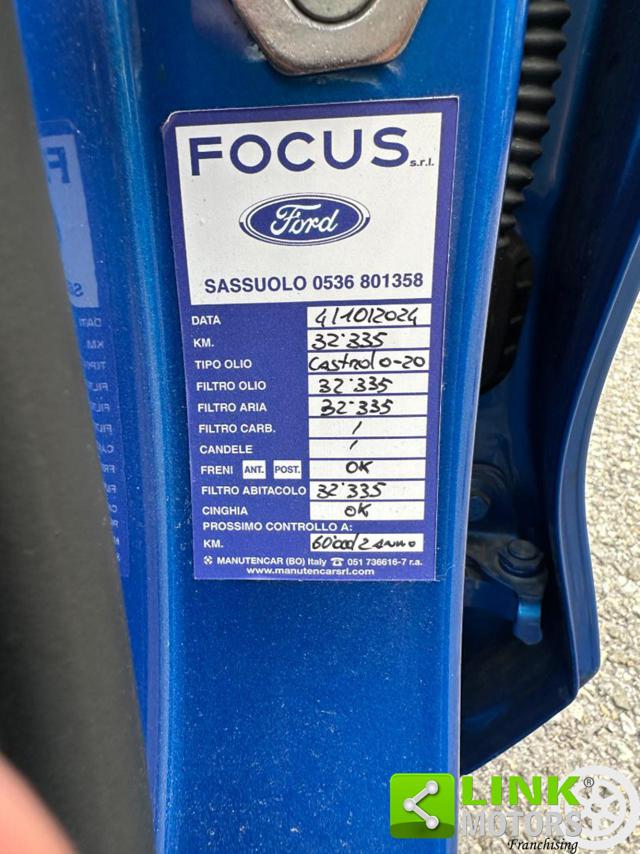 FOCUS s.r.l.
Ford
SASSUOLO 0536 801358
DATA 4/10/2024
KM. 32'335
TIPO OLIO Castrol 0-20
FILTRO OLIO 32'335
FILTRO ARIA 32'335
FILTRO CARB. /
CANDELE /
FRENI ANT. POST. OK
FILTRO ABITACOLO 32'335
CINGHIA OK
PROSSIMO CONTROLLO A:
KM. 60'000/2 anno
MANUTENCAR (BO) Italy ☎ 051 736616-7 r.a.
www.manutencarsrl.com
LINK®
MOTORS
Franchising